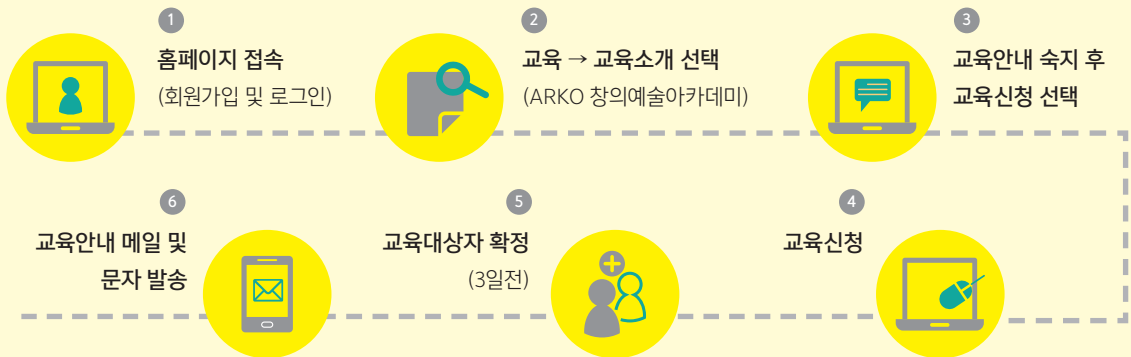 1
홈페이지 접속
(회원가입 및 로그인)
2
교육 → 교육소개 선택
(ARKO 창의예술아카데미)
3
교육안내 숙지 후
교육신청 선택
4
교육신청
5
교육대상자 확정
(3일전)
6
교육안내 메일 및
문자 발송